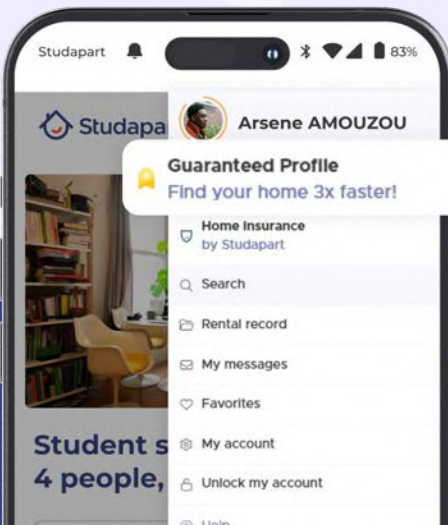 Studapart
83%
Studapa
Arsene AMOUZOU
Guaranteed Profile
Find your home 3x faster!
Home Insurance
by Studapart
Search
Rental record
My messages
Favorites
Student s
My account
4 people,
Unlock my account
Help